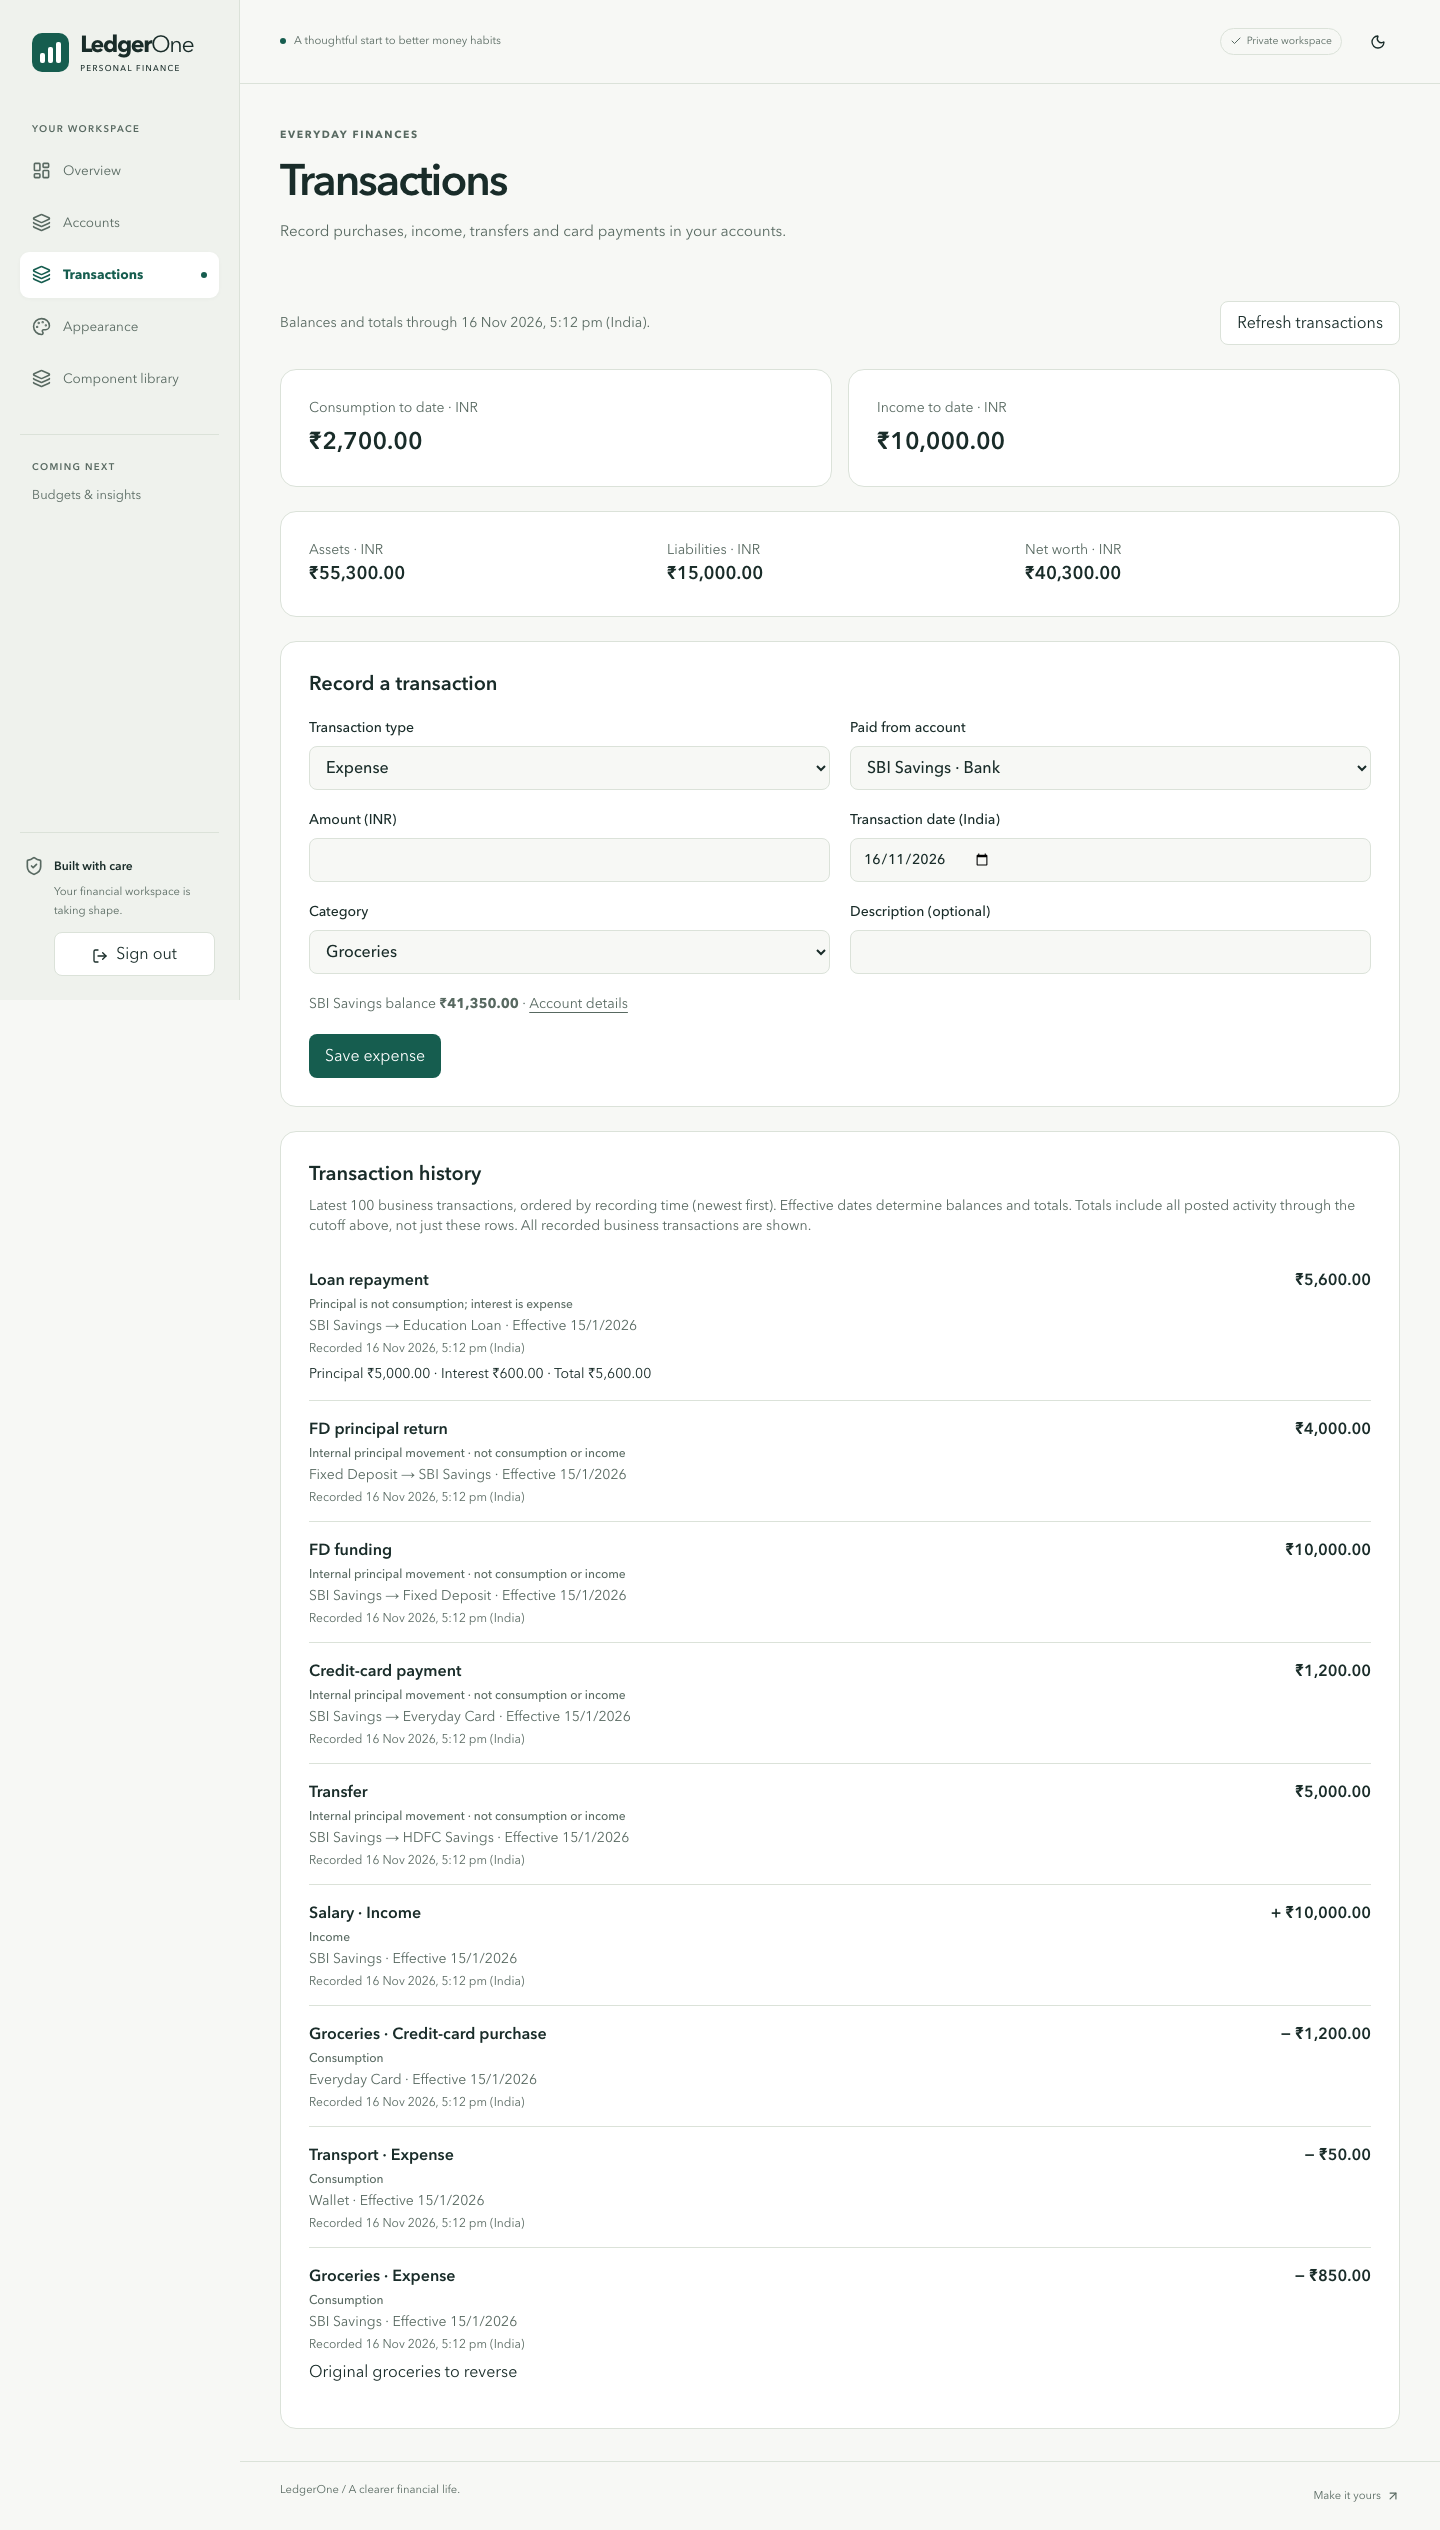 LedgerOne
PERSONAL FINANCE
YOUR WORKSPACE
Overview
Accounts
Transactions
Appearance
Component library
COMING NEXT
Budgets & insights
Built with care
Your financial workspace is
taking shape.
Sign out
A thoughtful start to better money habits
Private workspace
EVERYDAY FINANCES
Transactions
Record purchases, income, transfers and card payments in your accounts.
Balances and totals through 16 Nov 2026, 5:12 pm (India).
Refresh transactions
Consumption to date · INR
₹2,700.00
Income to date · INR
₹10,000.00
Assets · INR
₹55,300.00
Liabilities · INR
₹15,000.00
Net worth · INR
₹40,300.00
Record a transaction
Transaction type
Expense
Paid from account
SBI Savings · Bank
Amount (INR)
Transaction date (India)
16/11/2026
Category
Groceries
Description (optional)
SBI Savings balance ₹41,350.00 · Account details
Save expense
Transaction history
Latest 100 business transactions, ordered by recording time (newest first). Effective dates determine balances and totals. Totals include all posted activity through the
cutoff above, not just these rows. All recorded business transactions are shown.
Loan repayment ₹5,600.00
Principal is not consumption; interest is expense
SBI Savings → Education Loan · Effective 15/1/2026
Recorded 16 Nov 2026, 5:12 pm (India)
Principal ₹5,000.00 · Interest ₹600.00 · Total ₹5,600.00
FD principal return ₹4,000.00
Internal principal movement · not consumption or income
Fixed Deposit → SBI Savings · Effective 15/1/2026
Recorded 16 Nov 2026, 5:12 pm (India)
FD funding ₹10,000.00
Internal principal movement · not consumption or income
SBI Savings → Fixed Deposit · Effective 15/1/2026
Recorded 16 Nov 2026, 5:12 pm (India)
Credit-card payment ₹1,200.00
Internal principal movement · not consumption or income
SBI Savings → Everyday Card · Effective 15/1/2026
Recorded 16 Nov 2026, 5:12 pm (India)
Transfer ₹5,000.00
Internal principal movement · not consumption or income
SBI Savings → HDFC Savings · Effective 15/1/2026
Recorded 16 Nov 2026, 5:12 pm (India)
Salary · Income + ₹10,000.00
Income
SBI Savings · Effective 15/1/2026
Recorded 16 Nov 2026, 5:12 pm (India)
Groceries · Credit-card purchase − ₹1,200.00
Consumption
Everyday Card · Effective 15/1/2026
Recorded 16 Nov 2026, 5:12 pm (India)
Transport · Expense − ₹50.00
Consumption
Wallet · Effective 15/1/2026
Recorded 16 Nov 2026, 5:12 pm (India)
Groceries · Expense − ₹850.00
Consumption
SBI Savings · Effective 15/1/2026
Recorded 16 Nov 2026, 5:12 pm (India)
Original groceries to reverse
LedgerOne / A clearer financial life.
Make it yours